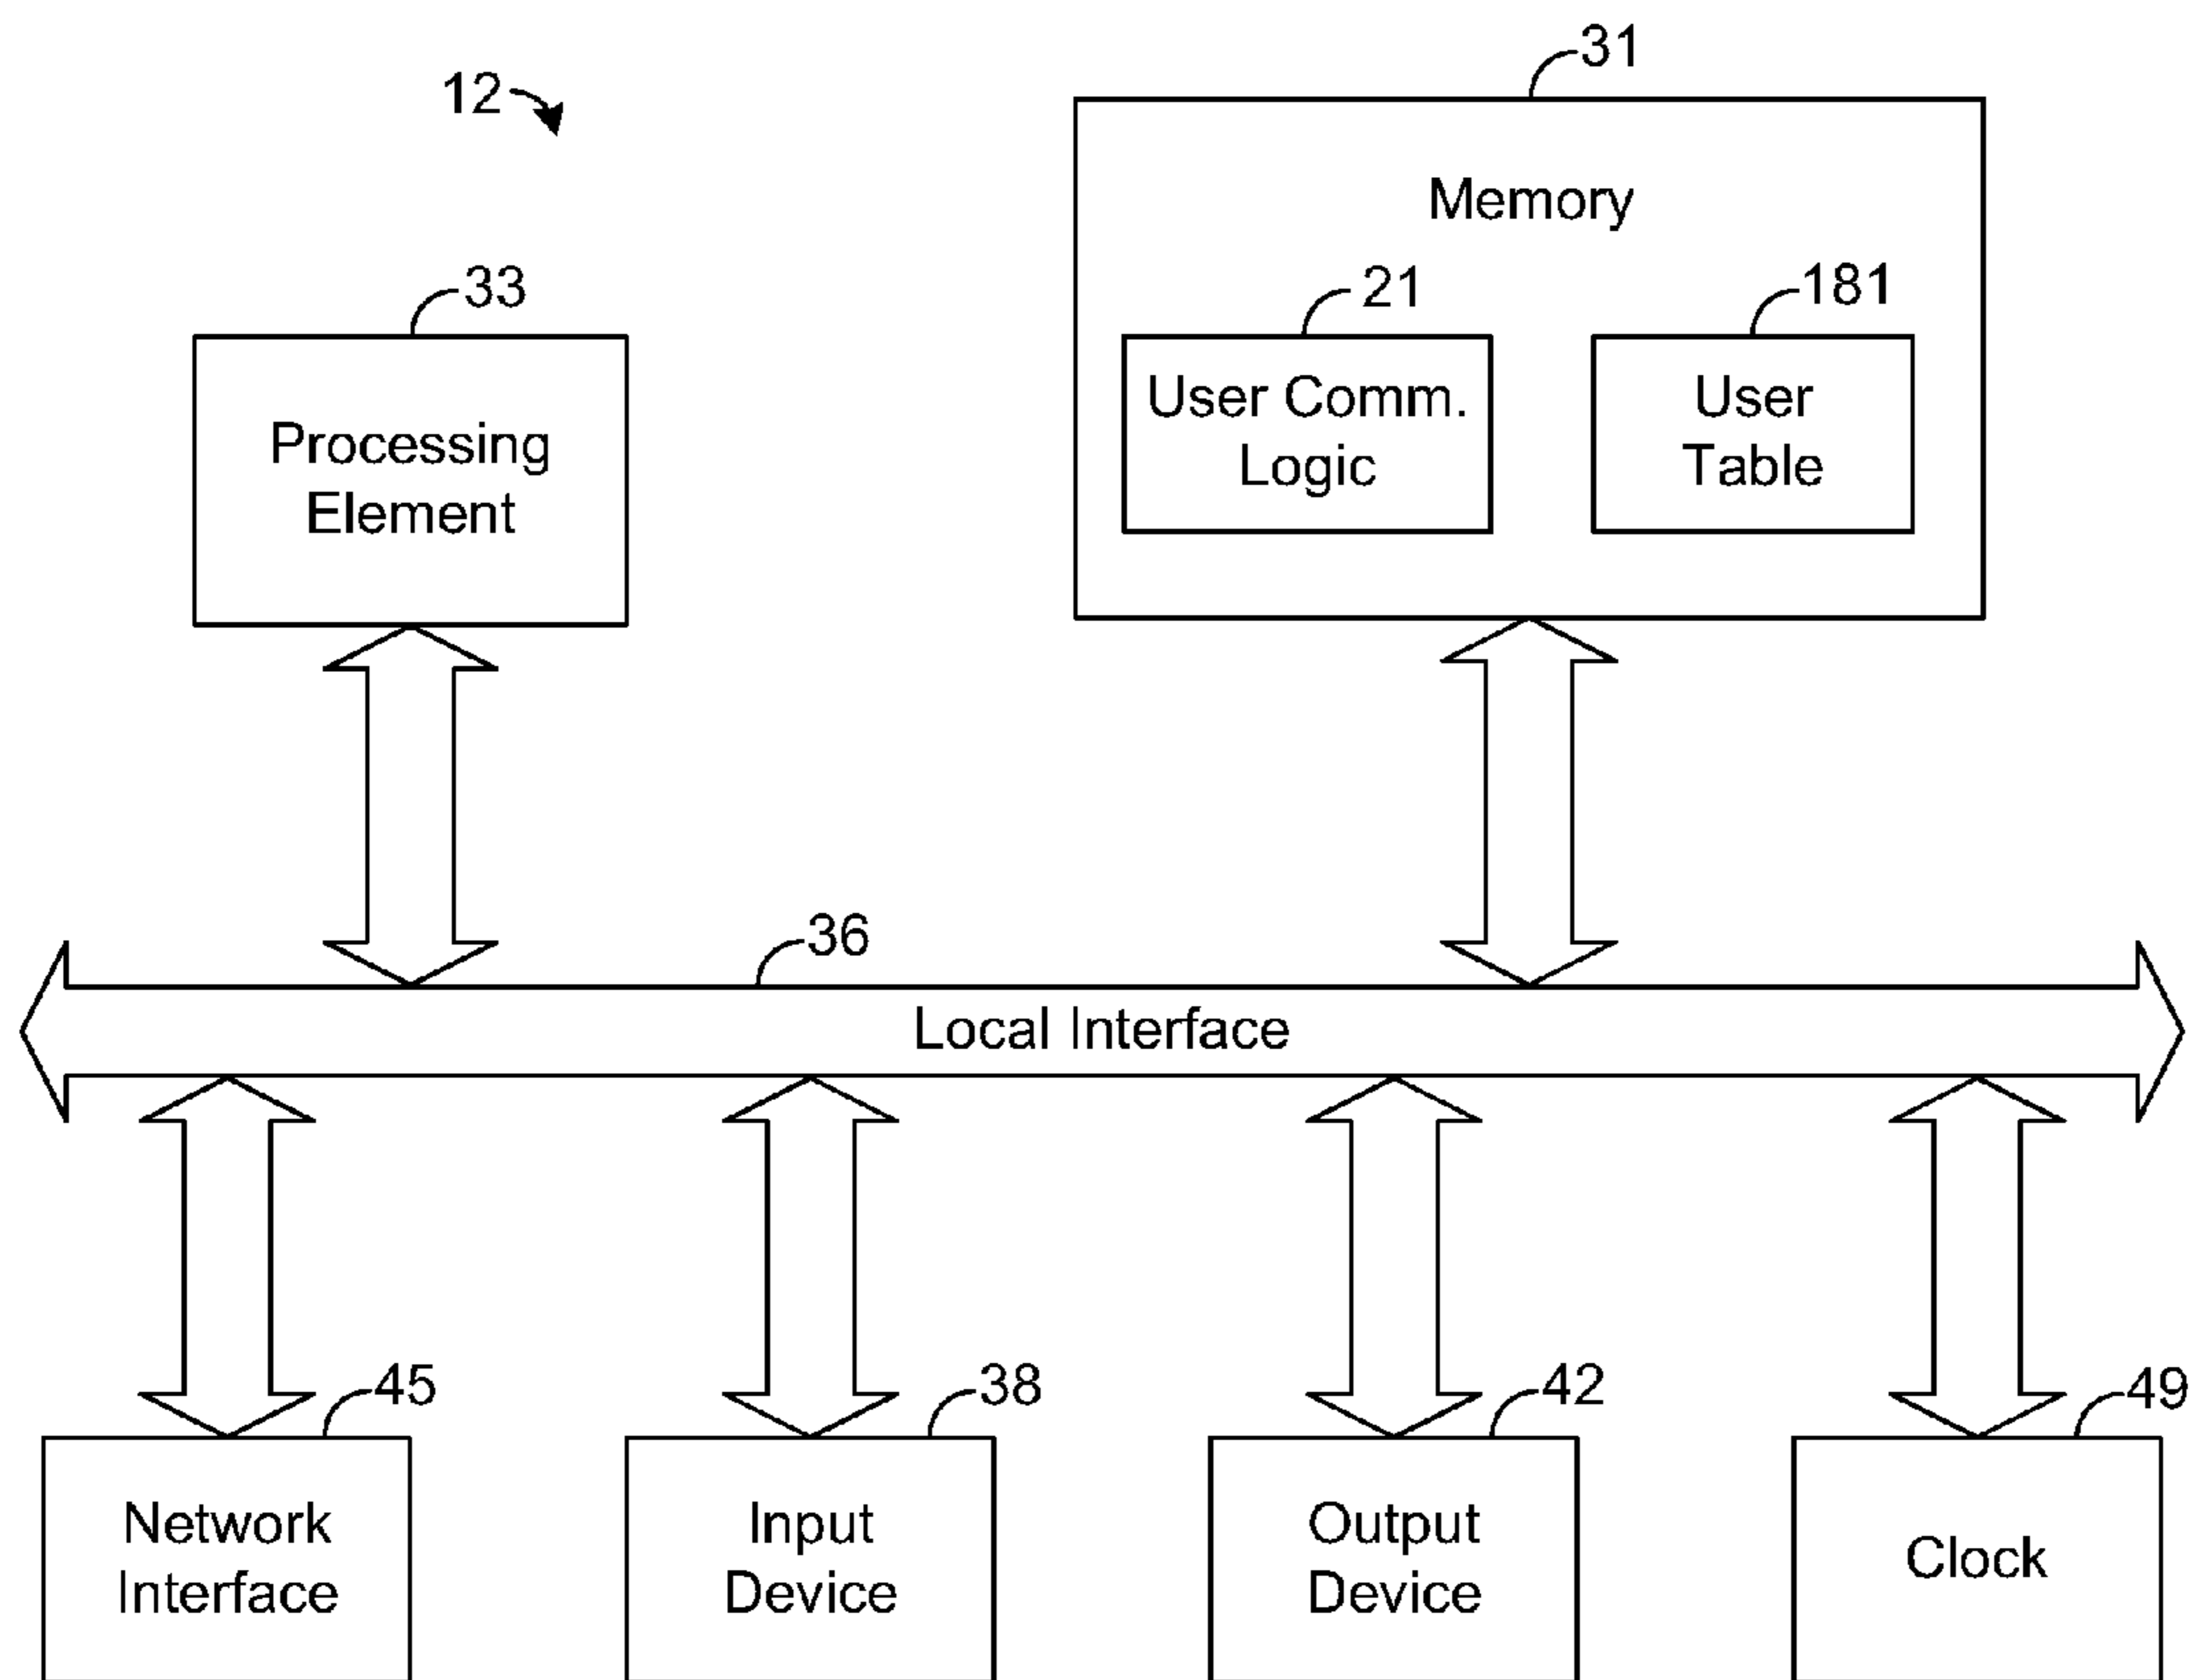 31
12
Memory
33
21
181
User Comm.
Logic
User
Table
Processing
Element
36
Local Interface
45
38
42
49
Network
Interface
Input
Device
Output
Device
Clock